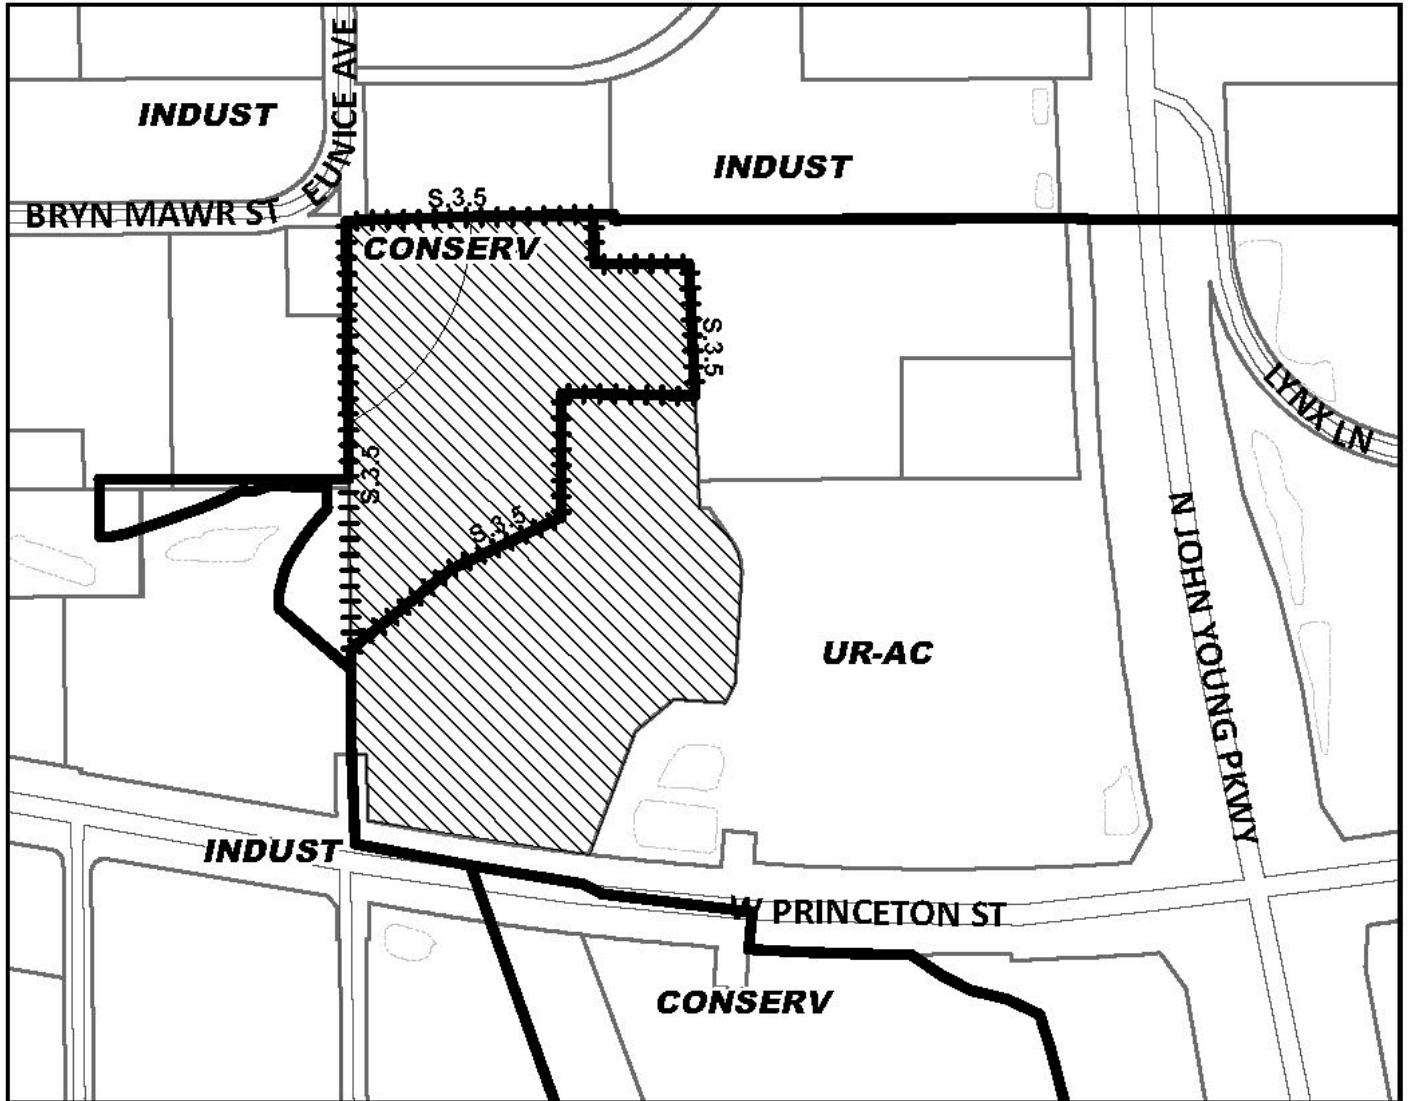 EUNICE AVE
INDUST
INDUST
S.3.5
BRYN MAWR ST
CONSERV
S.3.5
LYNX LN
S.3.5
S.3.5
N JOHN YOUNG PKWY
UR-AC
INDUST
W PRINCETON ST
CONSERV